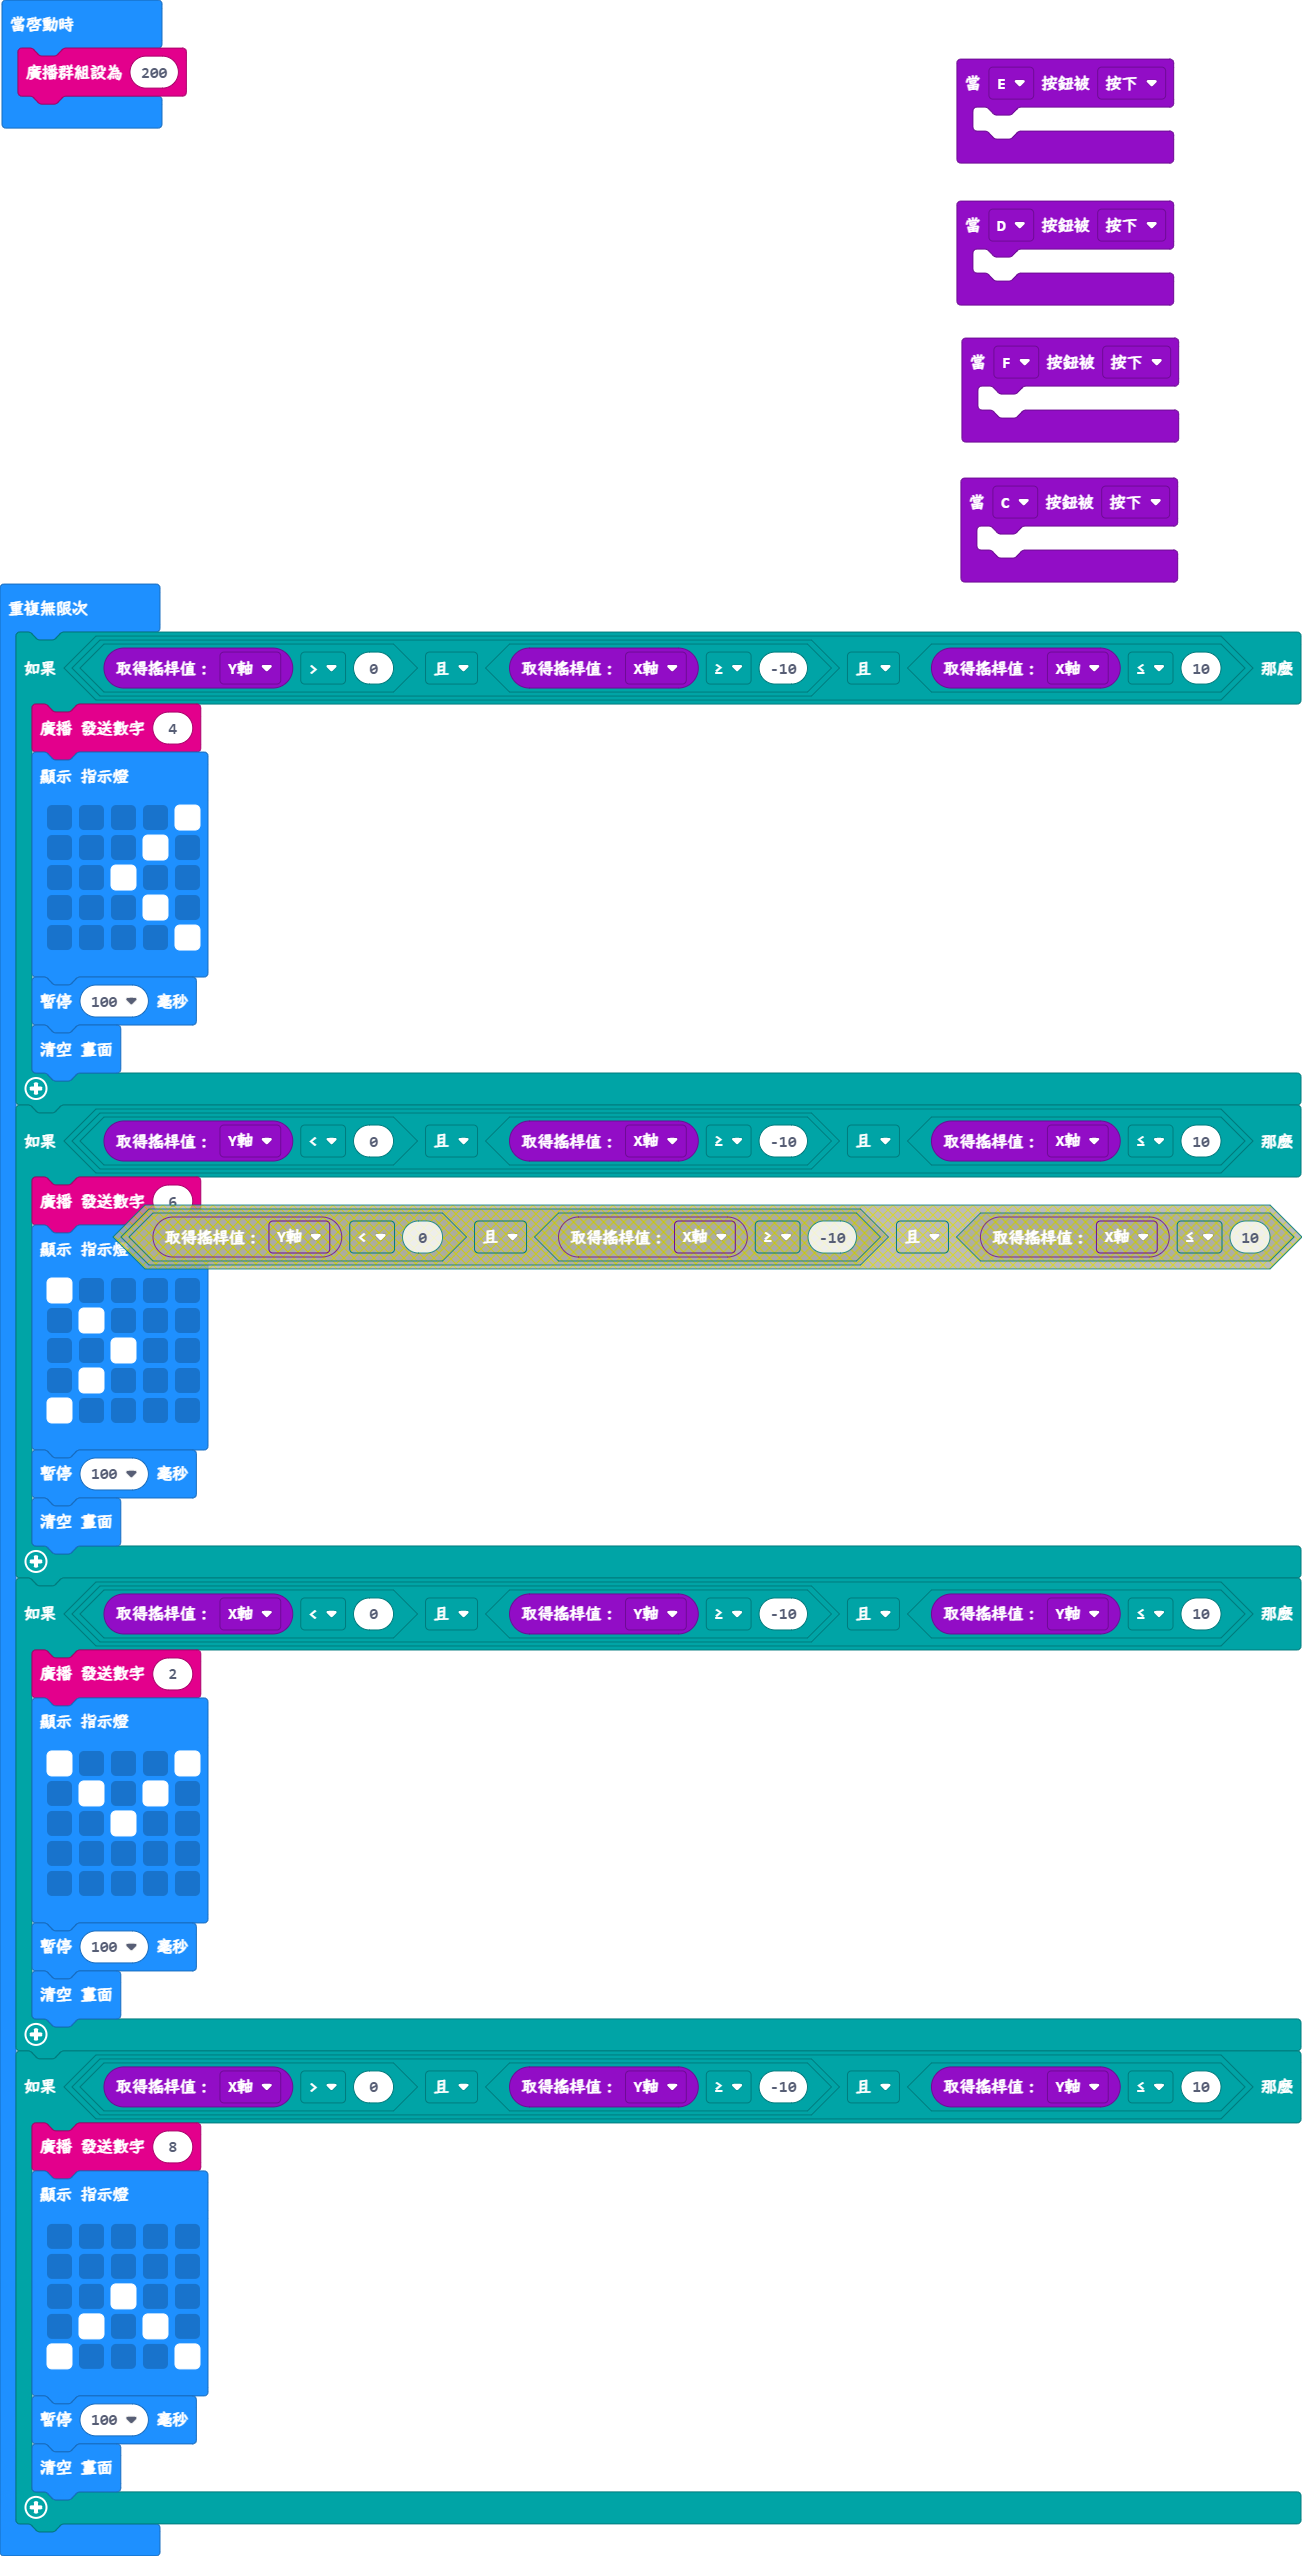 當啓動時
廣播群組設為 200
當 E 按鈕被 按下
當 D 按鈕被 按下
當 F 按鈕被 按下
當 C 按鈕被 按下
重複無限次
如果 取得搖桿值： Y軸 > 0 且 取得搖桿值： X軸 ≥ -10 且 取得搖桿值： X軸 ≤ 10 那麼
廣播 發送數字 4
顯示 指示燈
暫停 100 毫秒
清空 畫面
如果 取得搖桿值： Y軸 < 0 且 取得搖桿值： X軸 ≥ -10 且 取得搖桿值： X軸 ≤ 10 那麼
廣播 發送數字 6
取得搖桿值： Y軸 < 0 且 取得搖桿值： X軸 ≥ -10 且 取得搖桿值： X軸 ≤ 10
顯示 指示燈
暫停 100 毫秒
清空 畫面
如果 取得搖桿值： X軸 < 0 且 取得搖桿值： Y軸 ≥ -10 且 取得搖桿值： Y軸 ≤ 10 那麼
廣播 發送數字 2
顯示 指示燈
暫停 100 毫秒
清空 畫面
如果 取得搖桿值： X軸 > 0 且 取得搖桿值： Y軸 ≥ -10 且 取得搖桿值： Y軸 ≤ 10 那麼
廣播 發送數字 8
顯示 指示燈
暫停 100 毫秒
清空 畫面